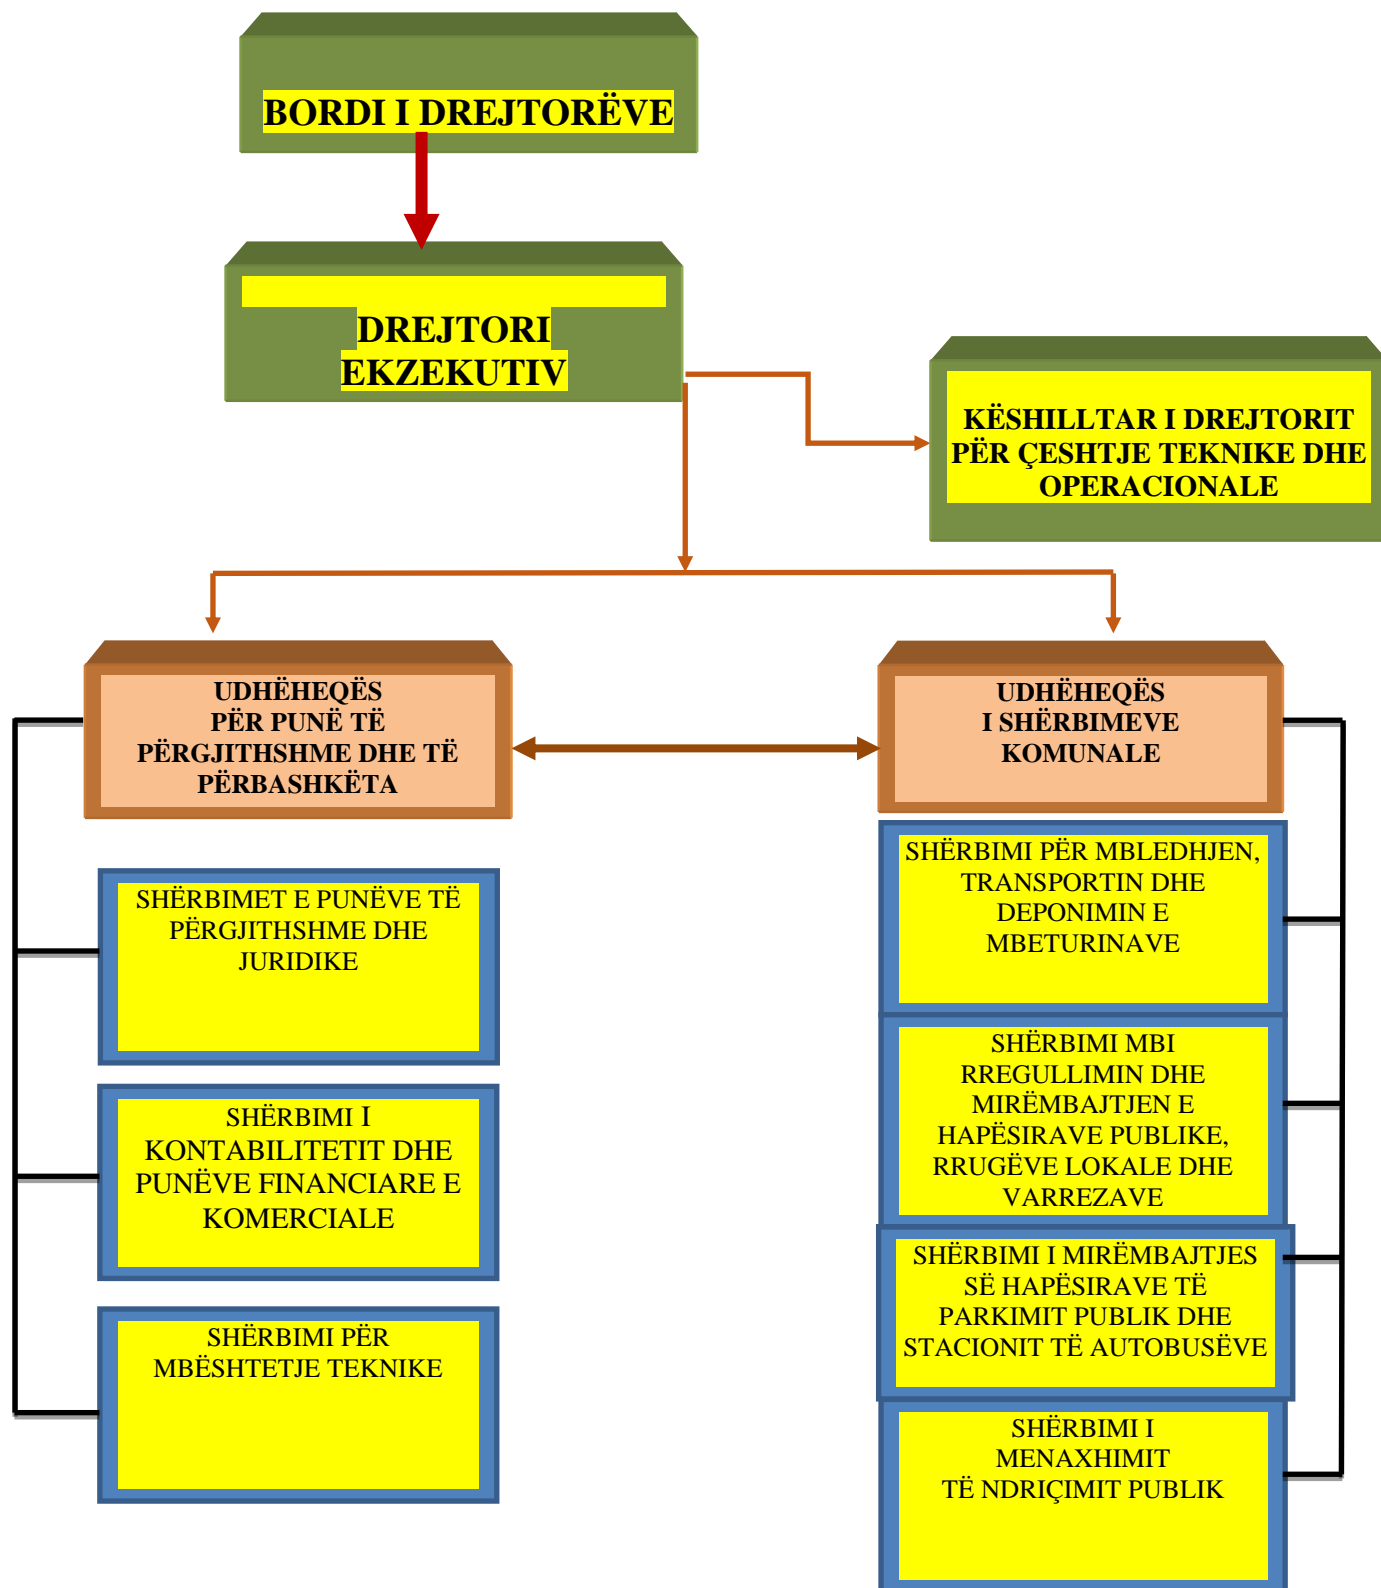 BORDI I DREJTORËVE
DREJTORI
EKZEKUTIV
KËSHILLTAR I DREJTORIT
PËR ÇESHTJE TEKNIKE DHE
OPERACIONALE
UDHËHEQËS
PËR PUNË TË
PËRGJITHSHME DHE TË
PËRBASHKËTA
UDHËHEQËS
I SHËRBIMEVE
KOMUNALE
SHËRBIMET E PUNËVE TË
PËRGJITHSHME DHE
JURIDIKE
SHËRBIMI I
KONTABILITETIT DHE
PUNËVE FINANCIARE E
KOMERCIALE
SHËRBIMI PËR
MBËSHTETJE TEKNIKE
SHËRBIMI PËR MBLEDHJEN,
TRANSPORTIN DHE
DEPONIMIN E
MBETURINAVE
SHËRBIMI MBI
RREGULLIMIN DHE
MIRËMBAJTJEN E
HAPËSIRAVE PUBLIKE,
RRUGËVE LOKALE DHE
VARREZAVE
SHËRBIMI I MIRËMBAJTJES
SË HAPËSIRAVE TË
PARKIMIT PUBLIK DHE
STACIONIT TË AUTOBUSËVE
SHËRBIMI I
MENAXHIMIT
TË NDRIÇIMIT PUBLIK